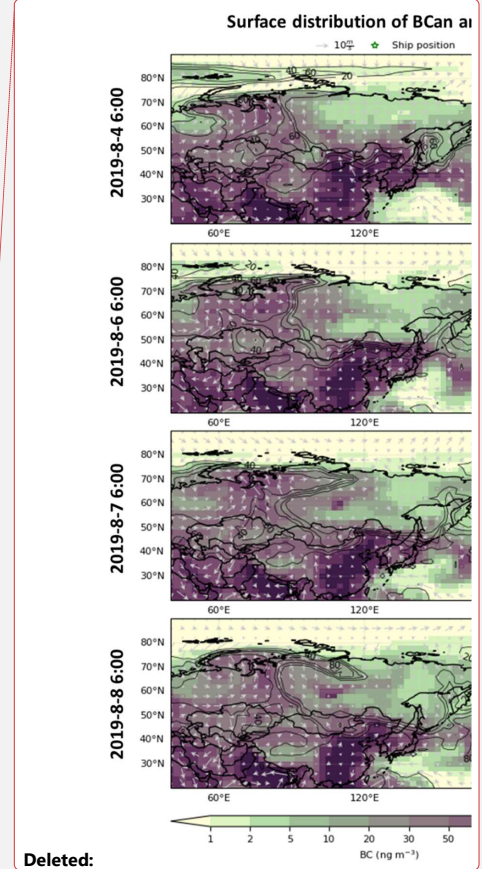 Surface distribution of BCan a
10 m/s Ship position
2019-8-4 6:00
80°N
70°N
60°N
50°N
40°N
30°N
60°E 120°E
2019-8-6 6:00
80°N
70°N
60°N
50°N
40°N
30°N
60°E 120°E
2019-8-7 6:00
80°N
70°N
60°N
50°N
40°N
30°N
60°E 120°E
2019-8-8 6:00
80°N
70°N
60°N
50°N
40°N
30°N
60°E 120°E
1 2 5 10 20 30 50
BC (ng m⁻³)
Deleted: